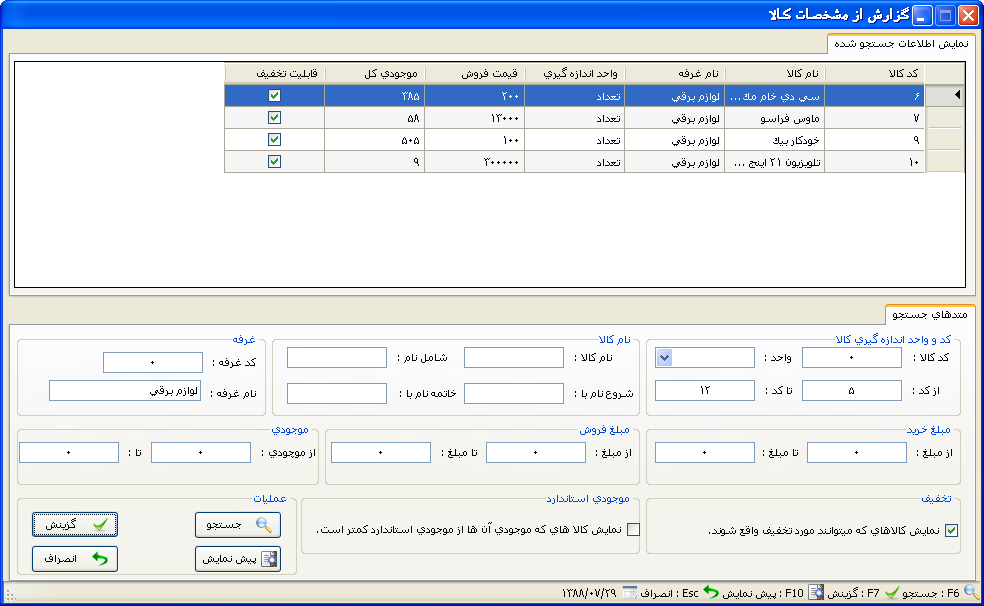 گزارش از مشخصات کالا
نمايش اطلاعات جستجو شده
کد کالا نام کالا نام غرفه واحد اندازه گيري قيمت فروش موجودي کل قابليت تخفيف
۶ سي دي خام مك... لوازم برقي تعداد ۲۰۰ ۲۸۵
۷ ماوس فراسو لوازم برقي تعداد ۱۳۰۰۰ ۵۸
۹ خودكار بيك لوازم برقي تعداد ۱۰۰ ۵۰۵
۱۰ تلويزيون ۲۱ اينچ ... لوازم برقي تعداد ۳۰۰۰۰۰ ۹
متدهاي جستجو
کد و واحد اندازه گيري کالا نام کالا غرفه
کد کالا : ۰ واحد : نام کالا : شامل نام : کد غرفه : ۰
از کد : ۵ تا کد : ۱۲ شروع نام با : خاتمه نام با : نام غرفه : لوازم برقي
مبلغ خريد مبلغ فروش موجودي
از مبلغ : ۰ تا مبلغ : ۰ از مبلغ : ۰ تا مبلغ : ۰ از موجودي : ۰ تا : ۰
تخفيف موجودي استاندارد عمليات
نمايش کالاهاي که ميتوانند مورد تخفيف واقع شوند. نمايش کالا هاي که موجودي آن ها از موجودي استاندارد کمتر است. جستجو گزينش
پيش نمايش انصراف
F6 : جستجو F7 : گزينش F10 : پيش نمايش Esc : انصراف ۱۳۸۸/۰۷/۲۹